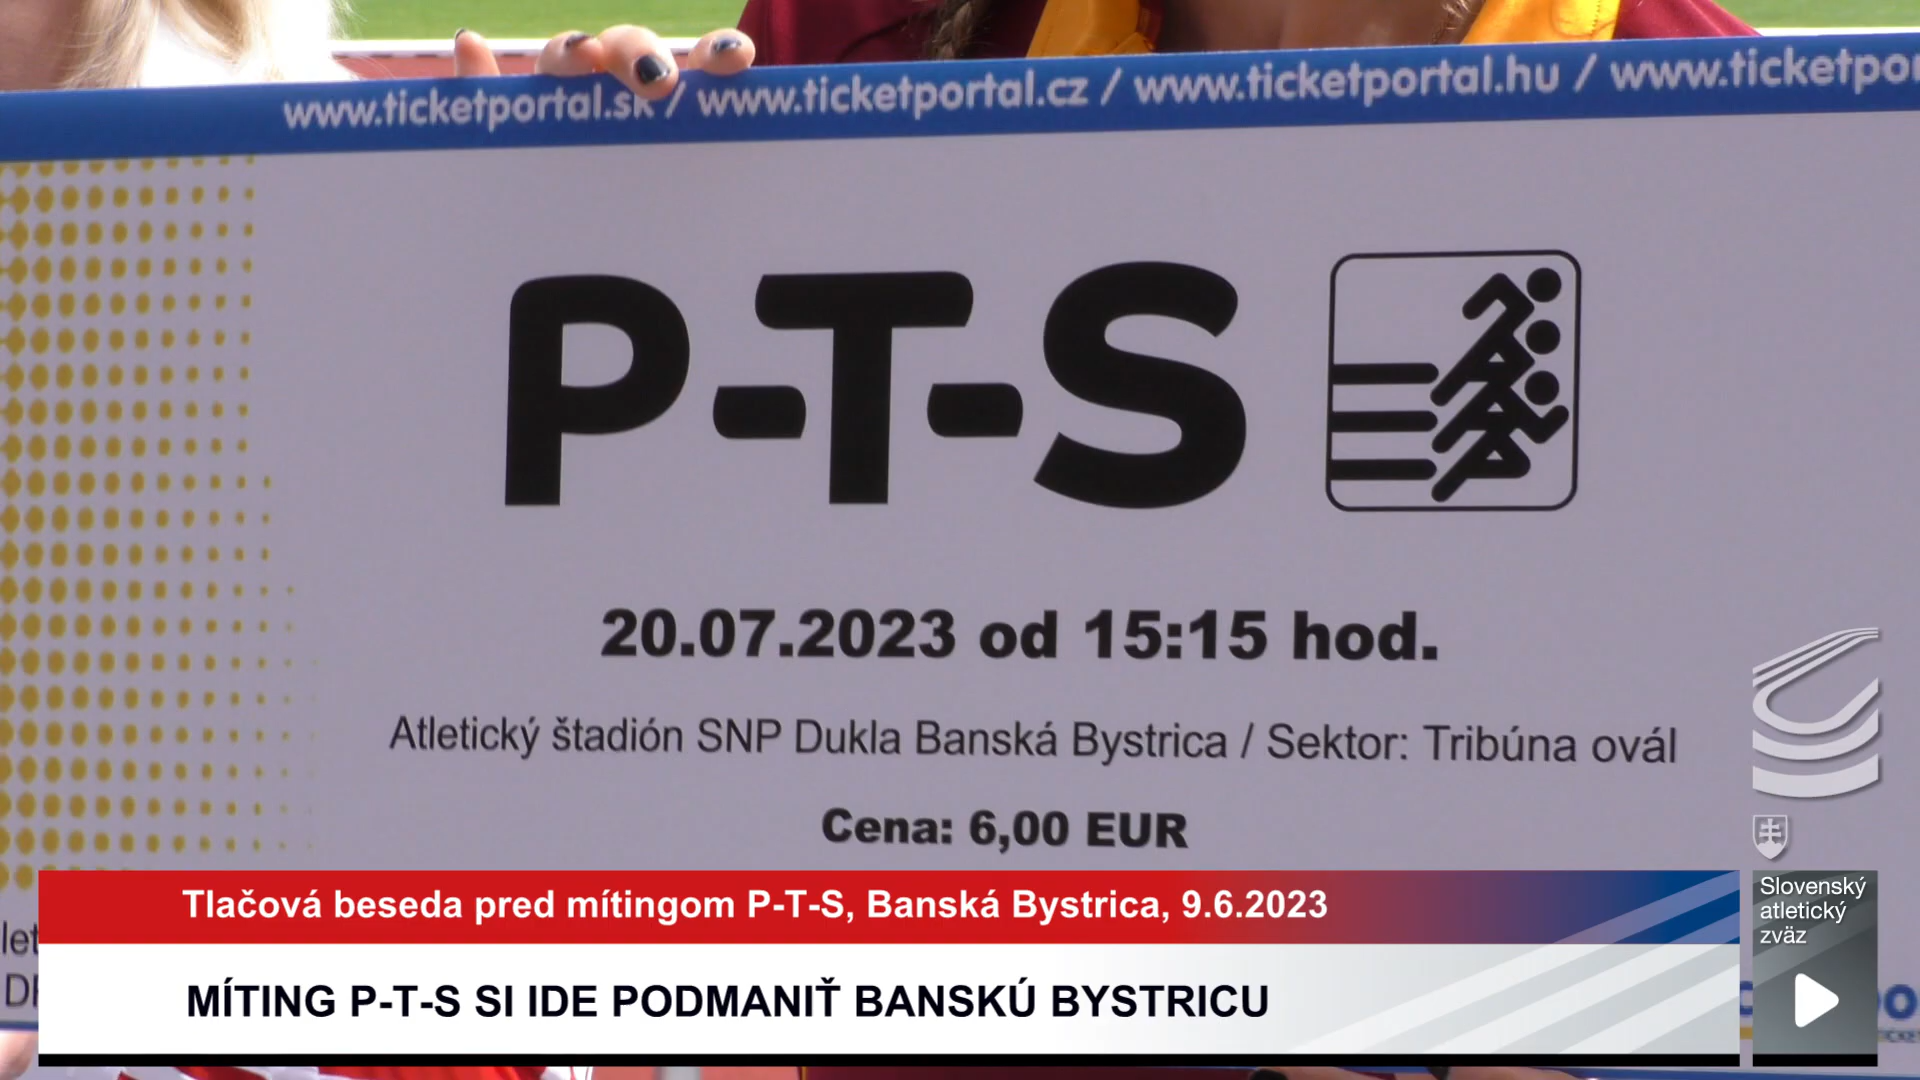 www.ticketportal.sk / www.ticketportal.cz / www.ticketportal.hu /
P-T-S
20.07.2023 od 15:15 hod.
Atletický štadión SNP Dukla Banská Bystrica / Sektor: Tribúna ovál
Cena: 6,00 EUR
Tlačová beseda pred mítingom P-T-S, Banská Bystrica, 9.6.2023
MÍTING P-T-S SI IDE PODMANIŤ BANSKÚ BYSTRICU
Slovenský
atletický
zväz